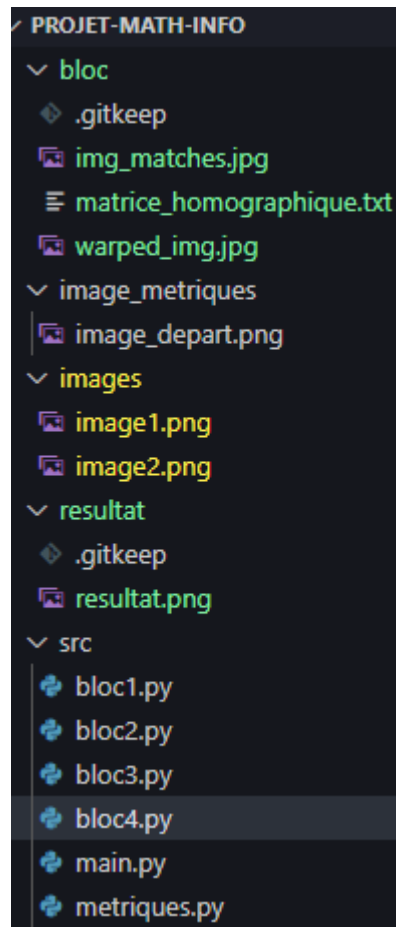 PROJET-MATH-INFO
bloc
.gitkeep
img_matches.jpg
matrice_homographique.txt
warped_img.jpg
image_metriques
image_depart.png
images
image1.png
image2.png
resultat
.gitkeep
resultat.png
src
bloc1.py
bloc2.py
bloc3.py
bloc4.py
main.py
metriques.py